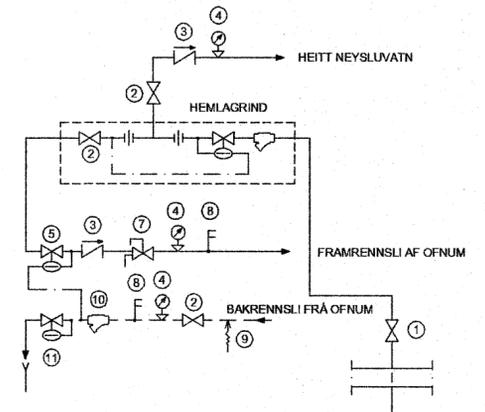 ④
③
HEITT NEYSLUVATN
②
HEMLAGRIND
②
⑤ ③ ⑦ ④ ⑧
FRAMRENNSLI AF OFNUM
⑩ ⑧ ④ ②
BAKRENNSLI FRÁ OFNUM
①
⑪ ⑨